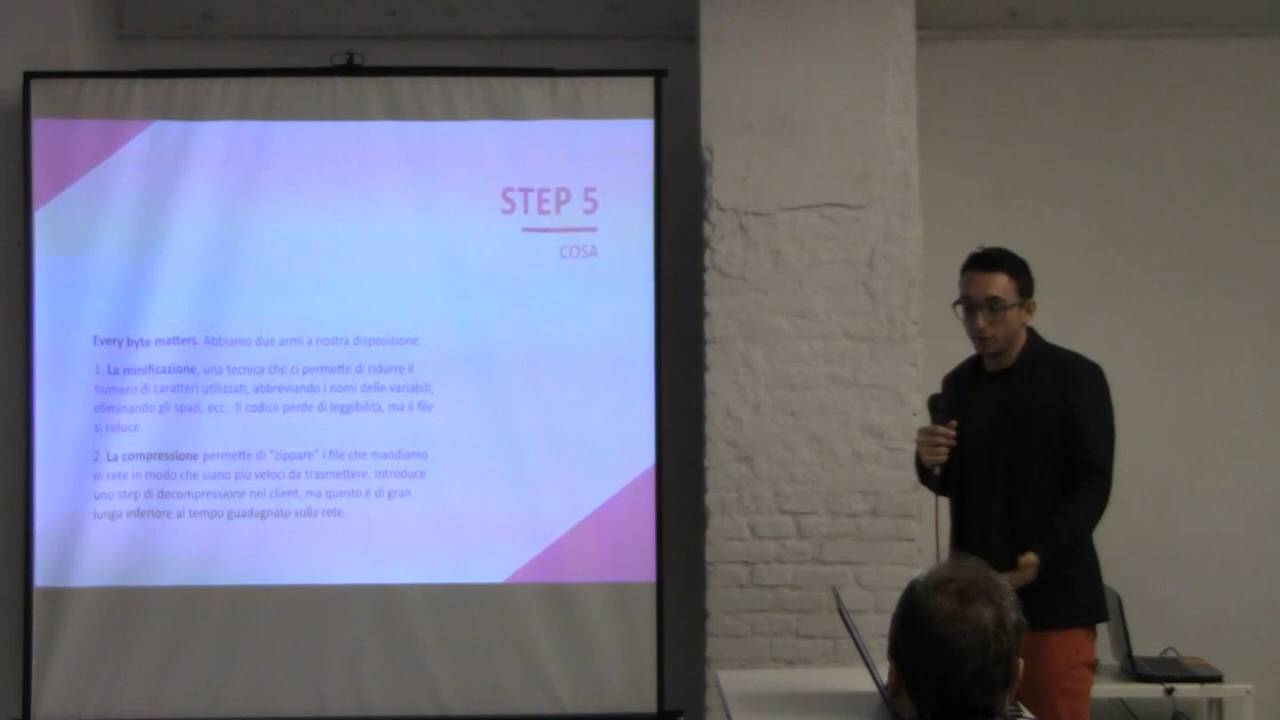 STEP 5
COSA
Every byte matters. Abbiamo due armi a nostra disposizione:
1. La minificazione, una tecnica che ci permette di ridurre il
numero di caratteri utilizzati, abbreviando i nomi delle variabili,
eliminando gli spazi, ecc. Il codice perde di leggibilità, ma il file
si riduce.
2. La compressione permette di "zippare" i file che mandiamo
in rete in modo che siano più veloci da trasmettere. Introduce
uno step di decompressione nel client, ma questo è di gran
lunga inferiore al tempo guadagnato sulla rete.